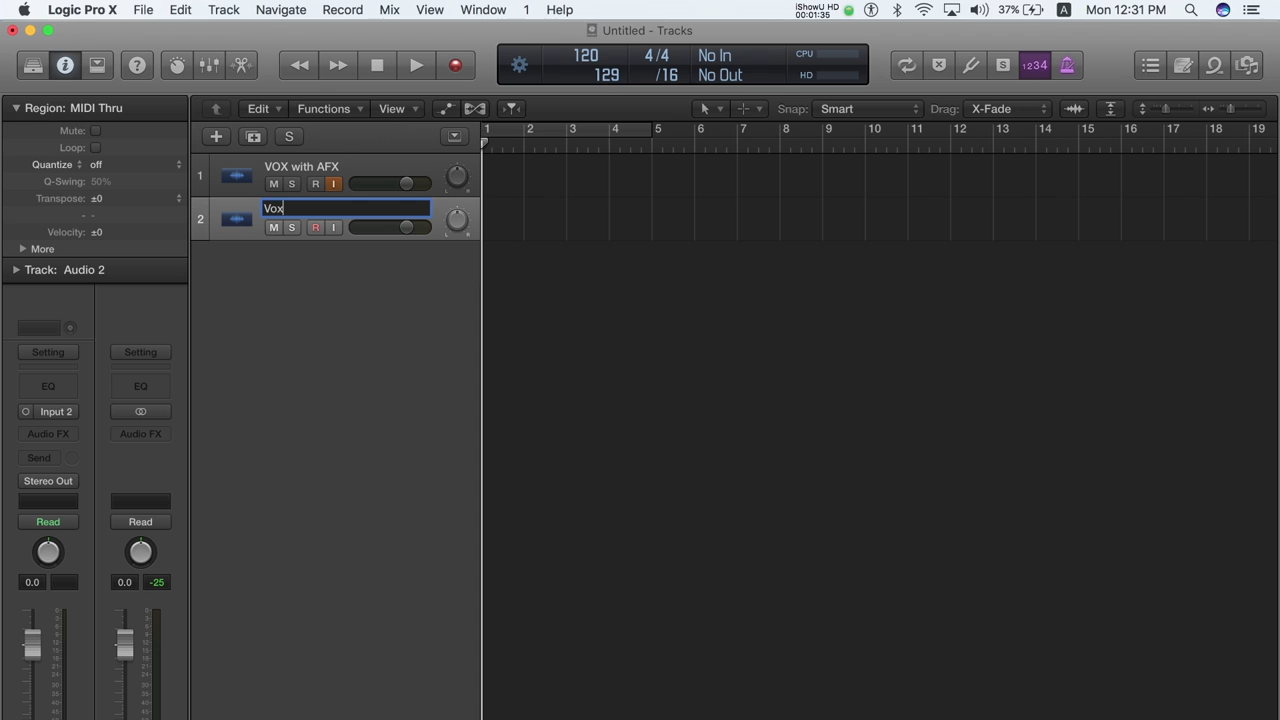 Logic Pro X File Edit Track Navigate Record Mix View Window 1 Help iShowU HD 00:01:35 A 37% Mon 12:31 PM
Untitled - Tracks
120 4/4 No In CPU
129 /16 No Out HD
1234
Region: MIDI Thru
Mute:
Loop:
Quantize off
Q-Swing: 50%
Transpose: ±0
- -
Velocity: ±0
More
Track: Audio 2
Edit Functions View Snap: Smart Drag: X-Fade
S
1 2 3 4 5 6 7 8 9 10 11 12 13 14 15 16 17 18 19
1 VOX with AFX
M S R I L R
2 Vox
M S R I L R
Setting Setting
EQ EQ
Input 2
Audio FX Audio FX
Send
Stereo Out
Read Read
0.0 0.0 -25